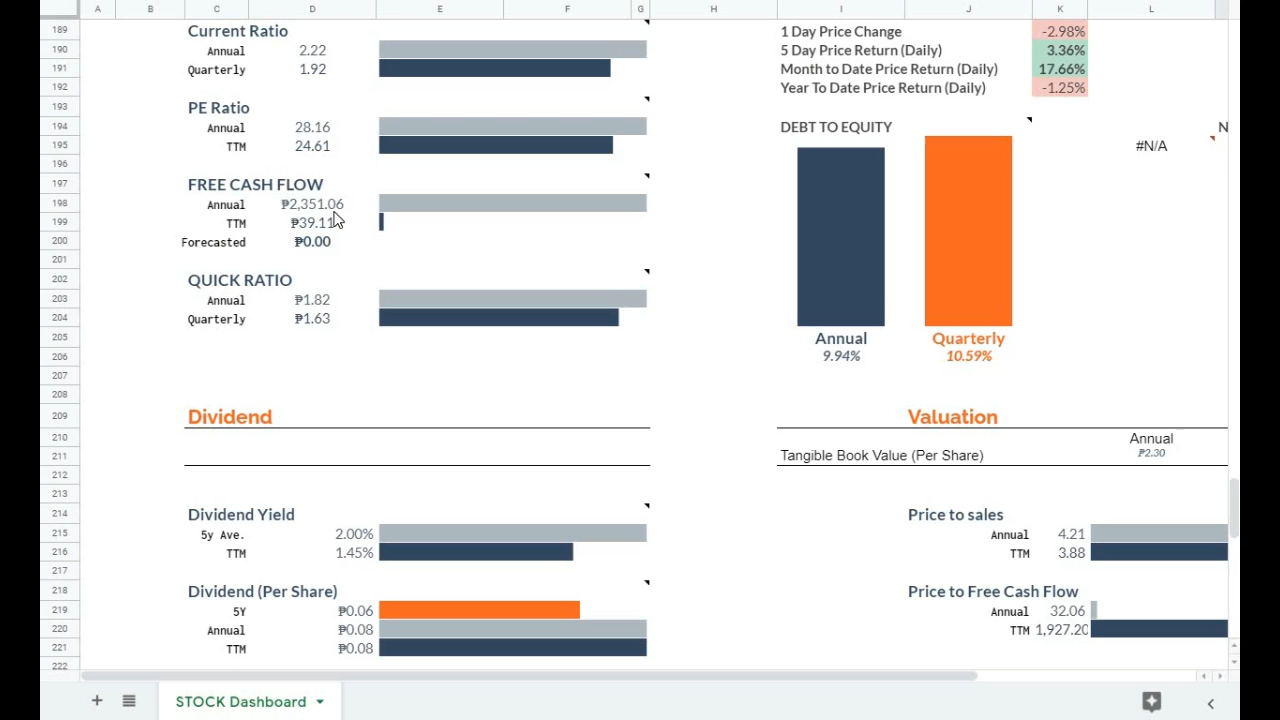 A B C D E F G H I J K L
189 Current Ratio 1 Day Price Change -2.98%
190 Annual 2.22 5 Day Price Return (Daily) 3.36%
191 Quarterly 1.92 Month to Date Price Return (Daily) 17.66%
192 Year To Date Price Return (Daily) -1.25%
193 PE Ratio
194 Annual 28.16 DEBT TO EQUITY N
195 TTM 24.61 #N/A
196
197 FREE CASH FLOW
198 Annual ₱2,351.06
199 TTM ₱39.11
200 Forecasted ₱0.00
201
202 QUICK RATIO
203 Annual ₱1.82
204 Quarterly ₱1.63
205 Annual Quarterly
206 9.94% 10.59%
207
208
209 Dividend Valuation
210 Annual
211 Tangible Book Value (Per Share) ₱2.30
212
213
214 Dividend Yield Price to sales
215 5y Ave. 2.00% Annual 4.21
216 TTM 1.45% TTM 3.88
217
218 Dividend (Per Share) Price to Free Cash Flow
219 5Y ₱0.06 Annual 32.06
220 Annual ₱0.08 TTM 1,927.20
221 TTM ₱0.08
222
STOCK Dashboard